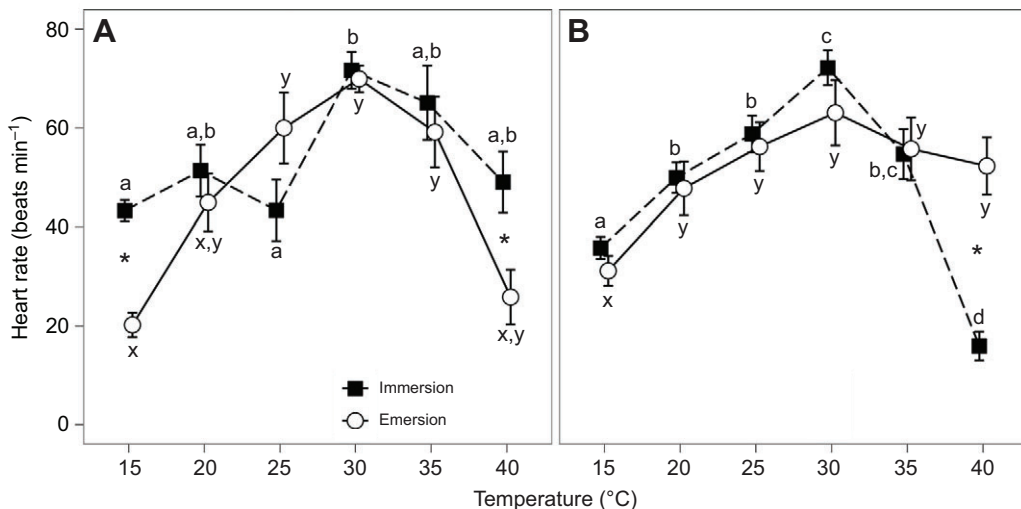 A
B
Heart rate (beats min⁻¹)
80
60
40
20
0
a
*
x
a,b
x,y
y
a
b
y
a,b
y
a,b
*
x,y
Immersion
Emersion
a
x
b
y
b
y
c
y
y
b,c
y
*
d
15 20 25 30 35 40
15 20 25 30 35 40
Temperature (°C)